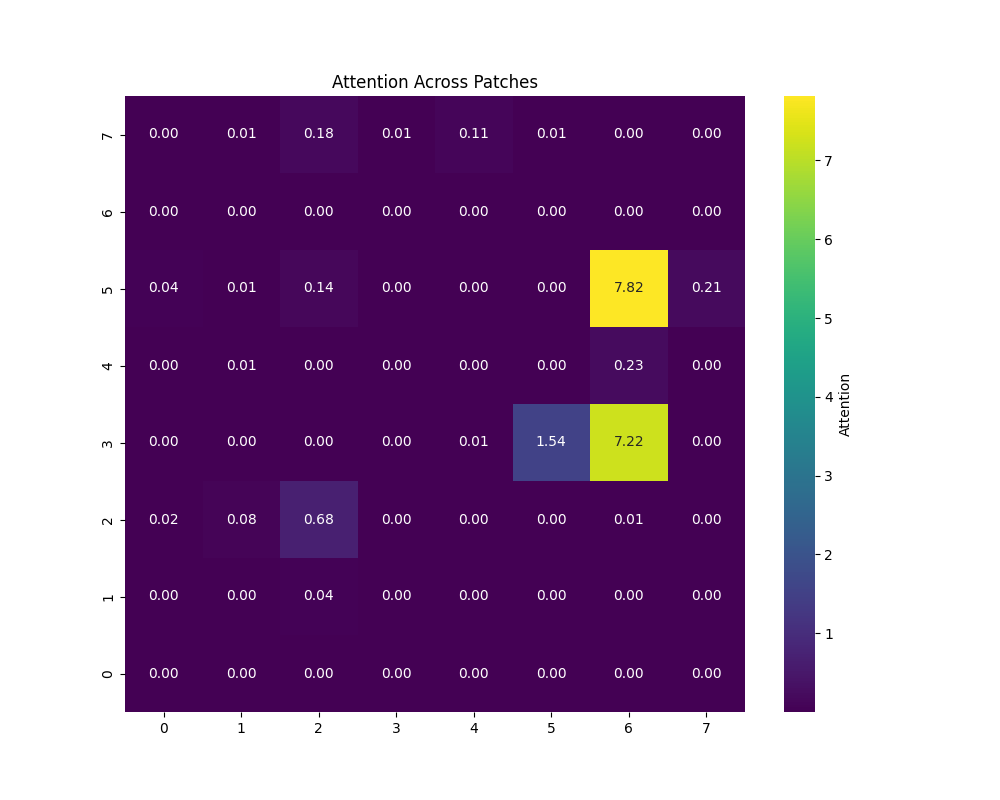 Attention Across Patches
7 0.00 0.01 0.18 0.01 0.11 0.01 0.00 0.00
6 0.00 0.00 0.00 0.00 0.00 0.00 0.00 0.00
5 0.04 0.01 0.14 0.00 0.00 0.00 7.82 0.21
4 0.00 0.01 0.00 0.00 0.00 0.00 0.23 0.00
3 0.00 0.00 0.00 0.00 0.01 1.54 7.22 0.00
2 0.02 0.08 0.68 0.00 0.00 0.00 0.01 0.00
1 0.00 0.00 0.04 0.00 0.00 0.00 0.00 0.00
0 0.00 0.00 0.00 0.00 0.00 0.00 0.00 0.00
0 1 2 3 4 5 6 7
7
6
5
4
3
2
1
Attention